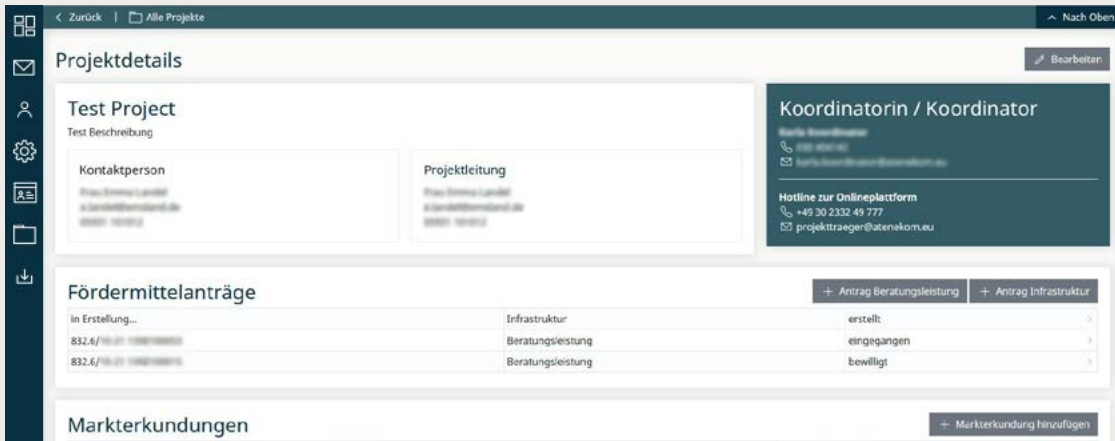 Zurück | Alle Projekte
Nach Oben
Projektdetails
Bearbeiten
Test Project
Test Beschreibung
Kontaktperson
Projektleitung
Koordinatorin / Koordinator
Hotline zur Onlineplattform
+49 30 2332 49 777
projekttraeger@atenekom.eu
Fördermittelanträge
+ Antrag Beratungsleistung
+ Antrag Infrastruktur
in Erstellung... Infrastruktur erstellt
832.6/ Beratungsleistung eingegangen
832.6/ Beratungsleistung bewilligt
Markterkundungen
+ Markterkundung hinzufügen